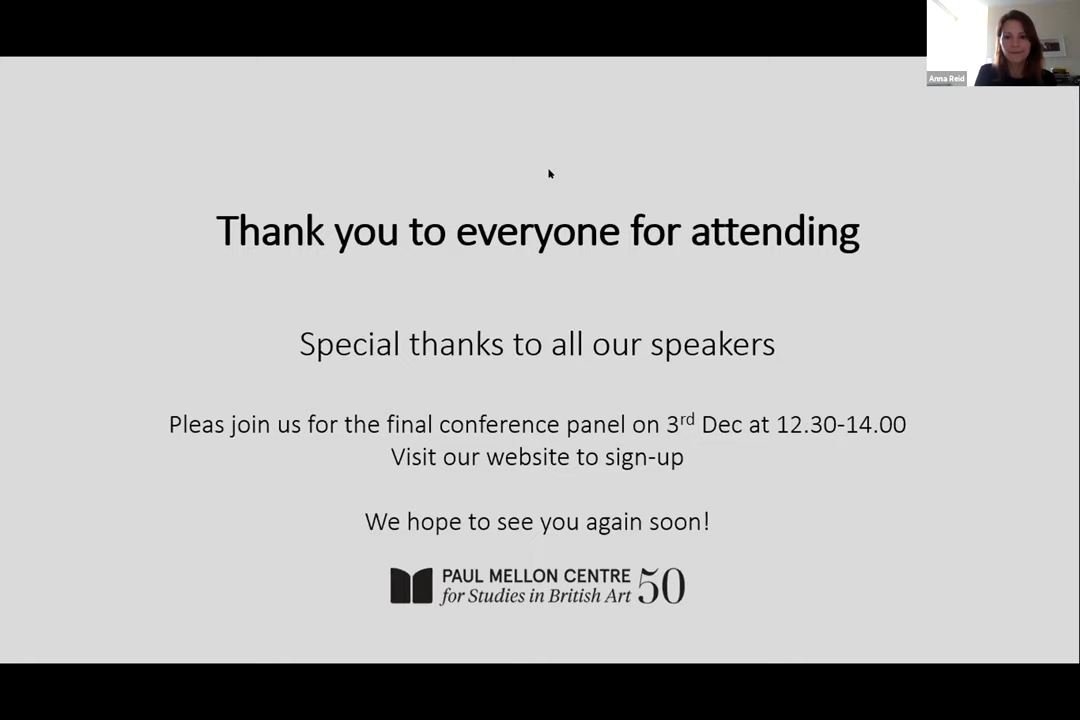 Anna Reid
Thank you to everyone for attending
Special thanks to all our speakers
Pleas join us for the final conference panel on 3rd Dec at 12.30-14.00
Visit our website to sign-up
We hope to see you again soon!
PAUL MELLON CENTRE 50
for Studies in British Art